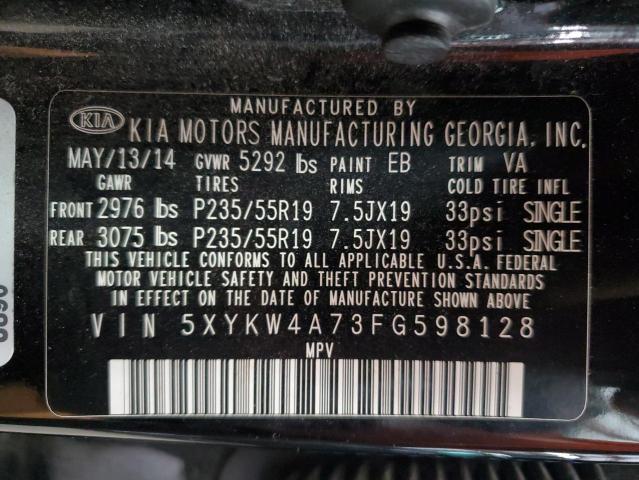 MANUFACTURED BY
KIA KIA MOTORS MANUFACTURING GEORGIA, INC.
MAY/13/14 GVWR 5292 lbs PAINT EB TRIM VA
GAWR TIRES RIMS COLD TIRE INFL
FRONT 2976 lbs P235/55R19 7.5JX19 33psi SINGLE
REAR 3075 lbs P235/55R19 7.5JX19 33psi SINGLE
THIS VEHICLE CONFORMS TO ALL APPLICABLE U.S.A. FEDERAL
MOTOR VEHICLE SAFETY AND THEFT PREVENTION STANDARDS
IN EFFECT ON THE DATE OF MANUFACTURE SHOWN ABOVE.
VIN 5XYKW4A73FG598128
MPV